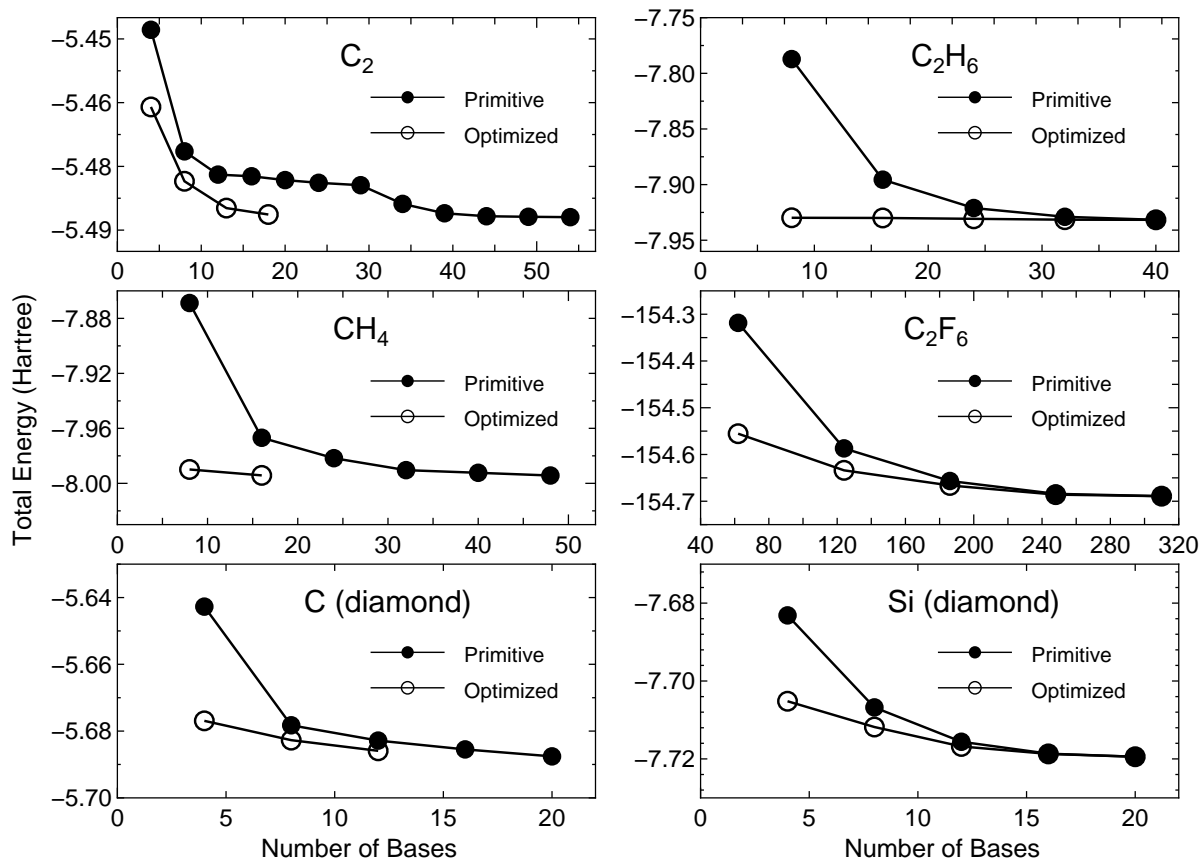 Total Energy (Hartree)
C₂
Primitive
Optimized
−5.45
−5.46
−5.48
−5.49
0 10 20 30 40 50
C₂H₆
Primitive
Optimized
−7.75
−7.80
−7.85
−7.90
−7.95
0 10 20 30 40
CH₄
Primitive
Optimized
−7.88
−7.92
−7.96
−8.00
0 10 20 30 40 50
C₂F₆
Primitive
Optimized
−154.3
−154.4
−154.5
−154.6
−154.7
40 80 120 160 200 240 280 320
C (diamond)
Primitive
Optimized
−5.64
−5.66
−5.68
−5.70
0 5 10 15 20
Number of Bases
Si (diamond)
Primitive
Optimized
−7.68
−7.70
−7.72
0 5 10 15 20
Number of Bases